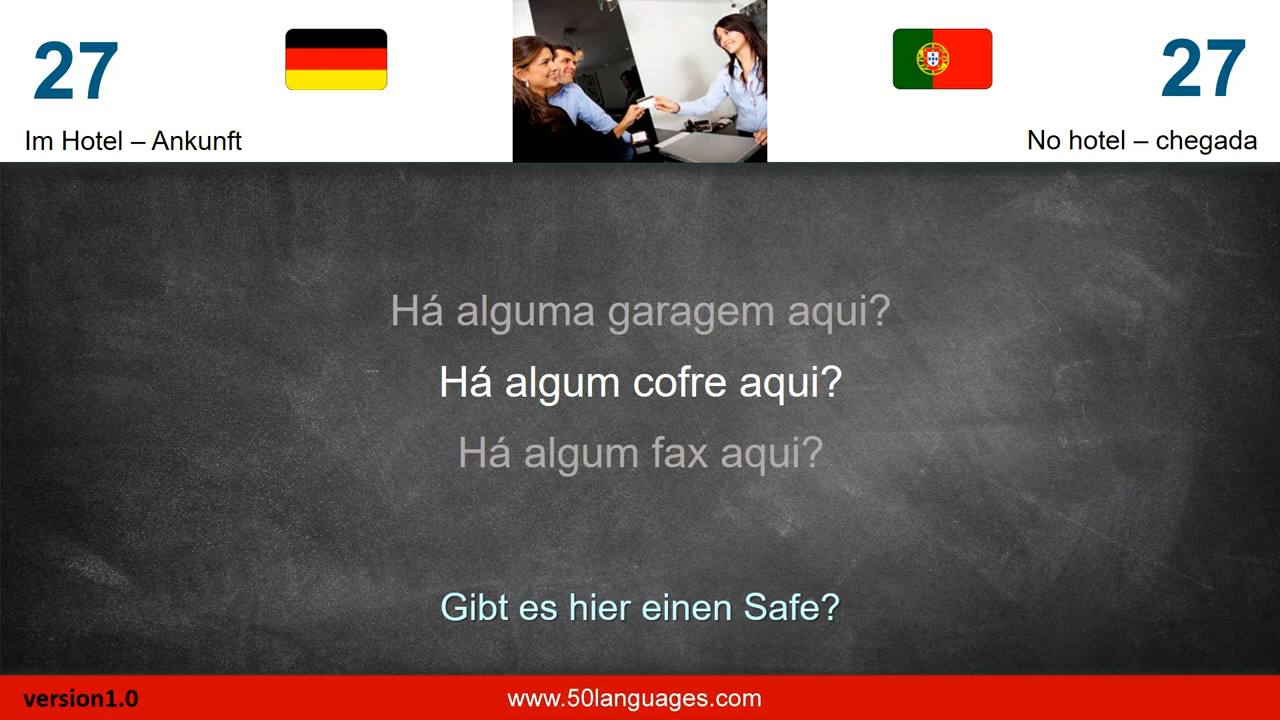 27
27
Im Hotel – Ankunft
No hotel – chegada
Há alguma garagem aqui?
Há algum cofre aqui?
Há algum fax aqui?
Gibt es hier einen Safe?
version1.0
www.50languages.com